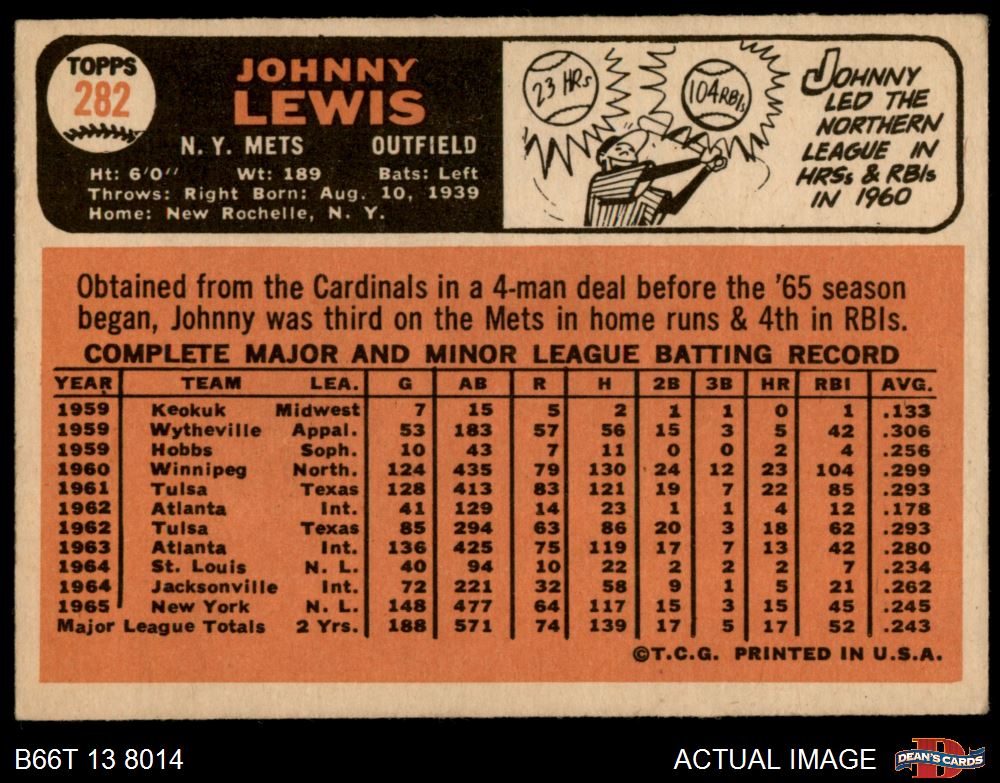 TOPPS
282
JOHNNY
LEWIS
N. Y. METS OUTFIELD
Ht: 6'0" Wt: 189 Bats: Left
Throws: Right Born: Aug. 10, 1939
Home: New Rochelle, N. Y.
23 HRs
104 RBIs
JOHNNY
LED THE
NORTHERN
LEAGUE IN
HRSs & RBIs
IN 1960
Obtained from the Cardinals in a 4-man deal before the '65 season
began, Johnny was third on the Mets in home runs & 4th in RBIs.
COMPLETE MAJOR AND MINOR LEAGUE BATTING RECORD
YEAR TEAM LEA. G AB R H 2B 3B HR RBI AVG.
1959 Keokuk Midwest 7 15 5 2 1 1 0 1 .133
1959 Wytheville Appal. 53 183 57 56 15 3 5 42 .306
1959 Hobbs Soph. 10 43 7 11 0 0 2 4 .256
1960 Winnipeg North. 124 435 79 130 24 12 23 104 .299
1961 Tulsa Texas 128 413 83 121 19 7 22 85 .293
1962 Atlanta Int. 41 129 14 23 1 1 4 12 .178
1962 Tulsa Texas 85 294 63 86 20 3 18 62 .293
1963 Atlanta Int. 136 425 75 119 17 7 13 42 .280
1964 St. Louis N. L. 40 94 10 22 2 2 2 7 .234
1964 Jacksonville Int. 72 221 32 58 9 1 5 21 .262
1965 New York N. L. 148 477 64 117 15 3 15 45 .245
Major League Totals 2 Yrs. 188 571 74 139 17 5 17 52 .243
©T.C.G. PRINTED IN U.S.A.
B66T 13 8014 ACTUAL IMAGE DEAN'S CARDS